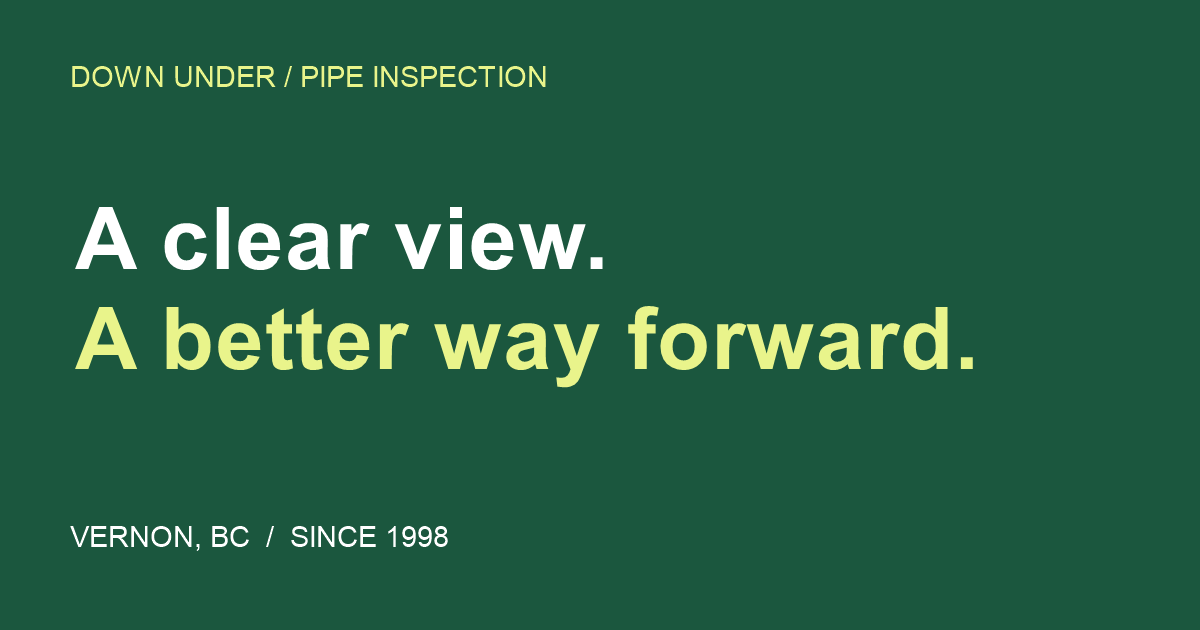 DOWN UNDER / PIPE INSPECTION
A clear view.
A better way forward.
VERNON, BC / SINCE 1998